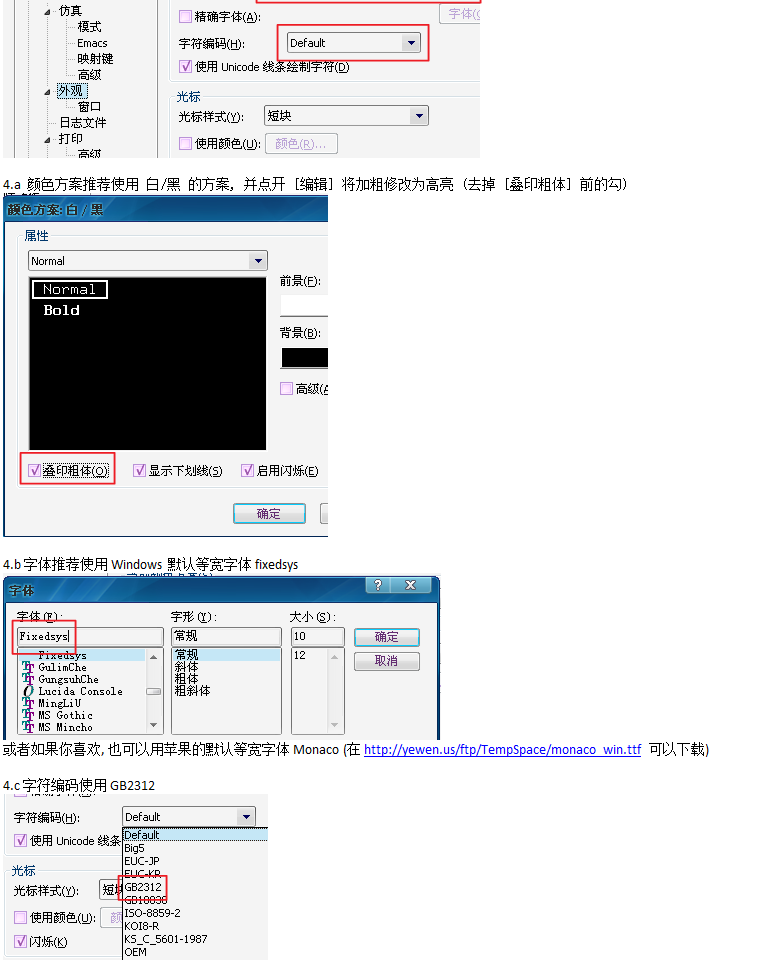 仿真
模式
Emacs
映射键
高级
外观
窗口
日志文件
打印
高级
精确字体(A):
字体(
字符编码(H):
Default
使用 Unicode 线条绘制字符(D)
光标
光标样式(Y):
短块
使用颜色(U):
颜色(R)...
4.a 颜色方案推荐使用 白/黑 的方案, 并点开［编辑］将加粗修改为高亮（去掉［叠印粗体］前的勾）
颜色方案: 白 / 黑
属性
Normal
Normal
Bold
前景(F):
背景(B):
高级(A
叠印粗体(O)
显示下划线(S)
启用闪烁(E)
确定
4.b 字体推荐使用 Windows 默认等宽字体 fixedsys
字体
字体(F):
字形(Y):
大小(S):
Fixedsys
常规
10
确定
取消
Fixedsys
GulimChe
GungsuhChe
Lucida Console
MingLiU
MS Gothic
MS Mincho
常规
斜体
粗体
粗斜体
12
或者如果你喜欢, 也可以用苹果的默认等宽字体 Monaco (在 http://yewen.us/ftp/TempSpace/monaco_win.ttf 可以下载)
4.c 字符编码使用 GB2312
字符编码(H):
Default
使用 Unicode 线条
光标
光标样式(Y):
短块
使用颜色(U):
颜
闪烁(K)
Default
Big5
EUC-JP
EUC-KR
GB2312
GB18030
ISO-8859-2
KOI8-R
KS_C_5601-1987
OEM